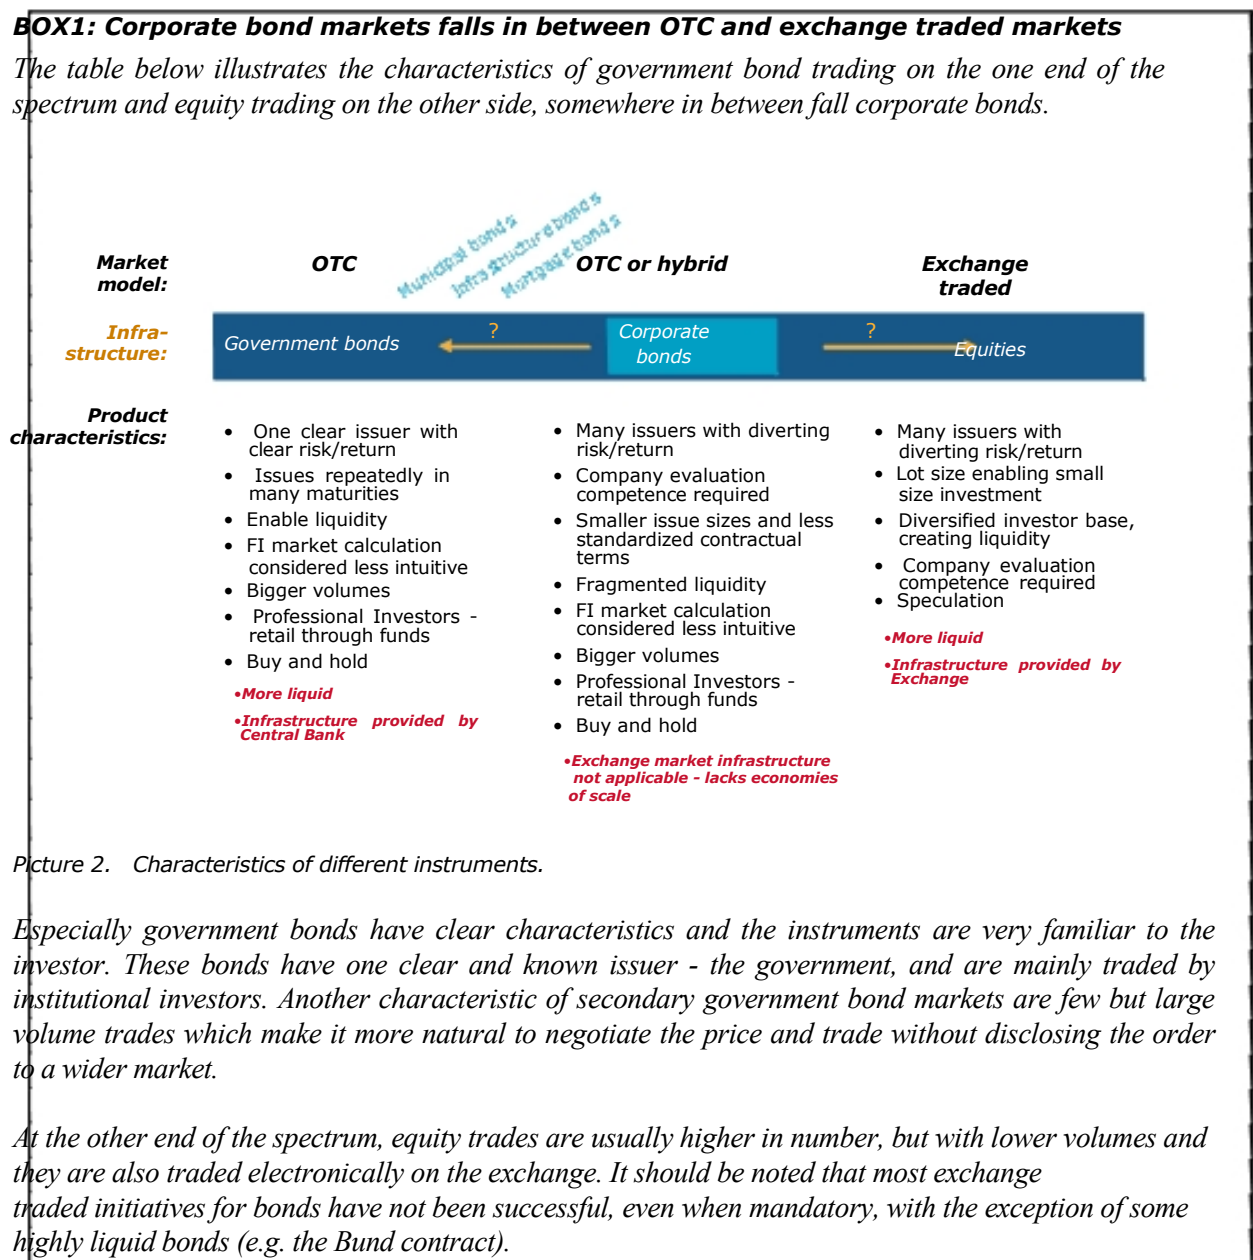 BOX1: Corporate bond markets falls in between OTC and exchange traded markets
The table below illustrates the characteristics of government bond trading on the one end of the
spectrum and equity trading on the other side, somewhere in between fall corporate bonds.
Municipal bonds
Infrastructure bonds
Mortgage bonds
Market
model:
OTC
OTC or hybrid
Exchange
traded
Infra-
structure:
Government bonds
?
Corporate
bonds
?
Equities
Product
characteristics:
• One clear issuer with
clear risk/return
• Issues repeatedly in
many maturities
• Enable liquidity
• FI market calculation
considered less intuitive
• Bigger volumes
• Professional Investors -
retail through funds
• Buy and hold
•More liquid
•Infrastructure provided by
Central Bank
• Many issuers with diverting
risk/return
• Company evaluation
competence required
• Smaller issue sizes and less
standardized contractual
terms
• Fragmented liquidity
• FI market calculation
considered less intuitive
• Bigger volumes
• Professional Investors -
retail through funds
• Buy and hold
•Exchange market infrastructure
not applicable - lacks economies
of scale
• Many issuers with
diverting risk/return
• Lot size enabling small
size investment
• Diversified investor base,
creating liquidity
• Company evaluation
competence required
• Speculation
•More liquid
•Infrastructure provided by
Exchange
Picture 2. Characteristics of different instruments.
Especially government bonds have clear characteristics and the instruments are very familiar to the
investor. These bonds have one clear and known issuer - the government, and are mainly traded by
institutional investors. Another characteristic of secondary government bond markets are few but large
volume trades which make it more natural to negotiate the price and trade without disclosing the order
to a wider market.
At the other end of the spectrum, equity trades are usually higher in number, but with lower volumes and
they are also traded electronically on the exchange. It should be noted that most exchange
traded initiatives for bonds have not been successful, even when mandatory, with the exception of some
highly liquid bonds (e.g. the Bund contract).